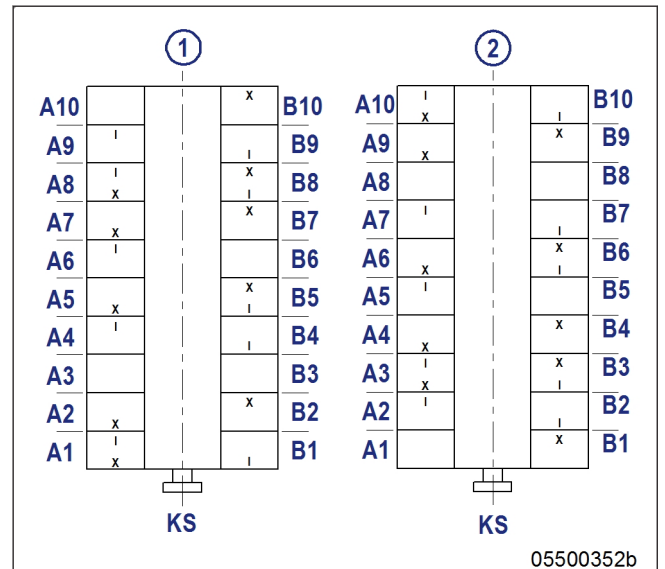 1 2
A10 X B10 A10 I X I B10
A9 I I B9 A9 X X B9
A8 I X X I B8 A8 B8
A7 X X B7 A7 I I B7
A6 I B6 A6 X X I B6
A5 X X I B5 A5 I B5
A4 I I B4 A4 X X B4
A3 B3 A3 I X X I B3
A2 X X B2 A2 I I B2
A1 I X I B1 A1 X B1
KS KS
05500352b